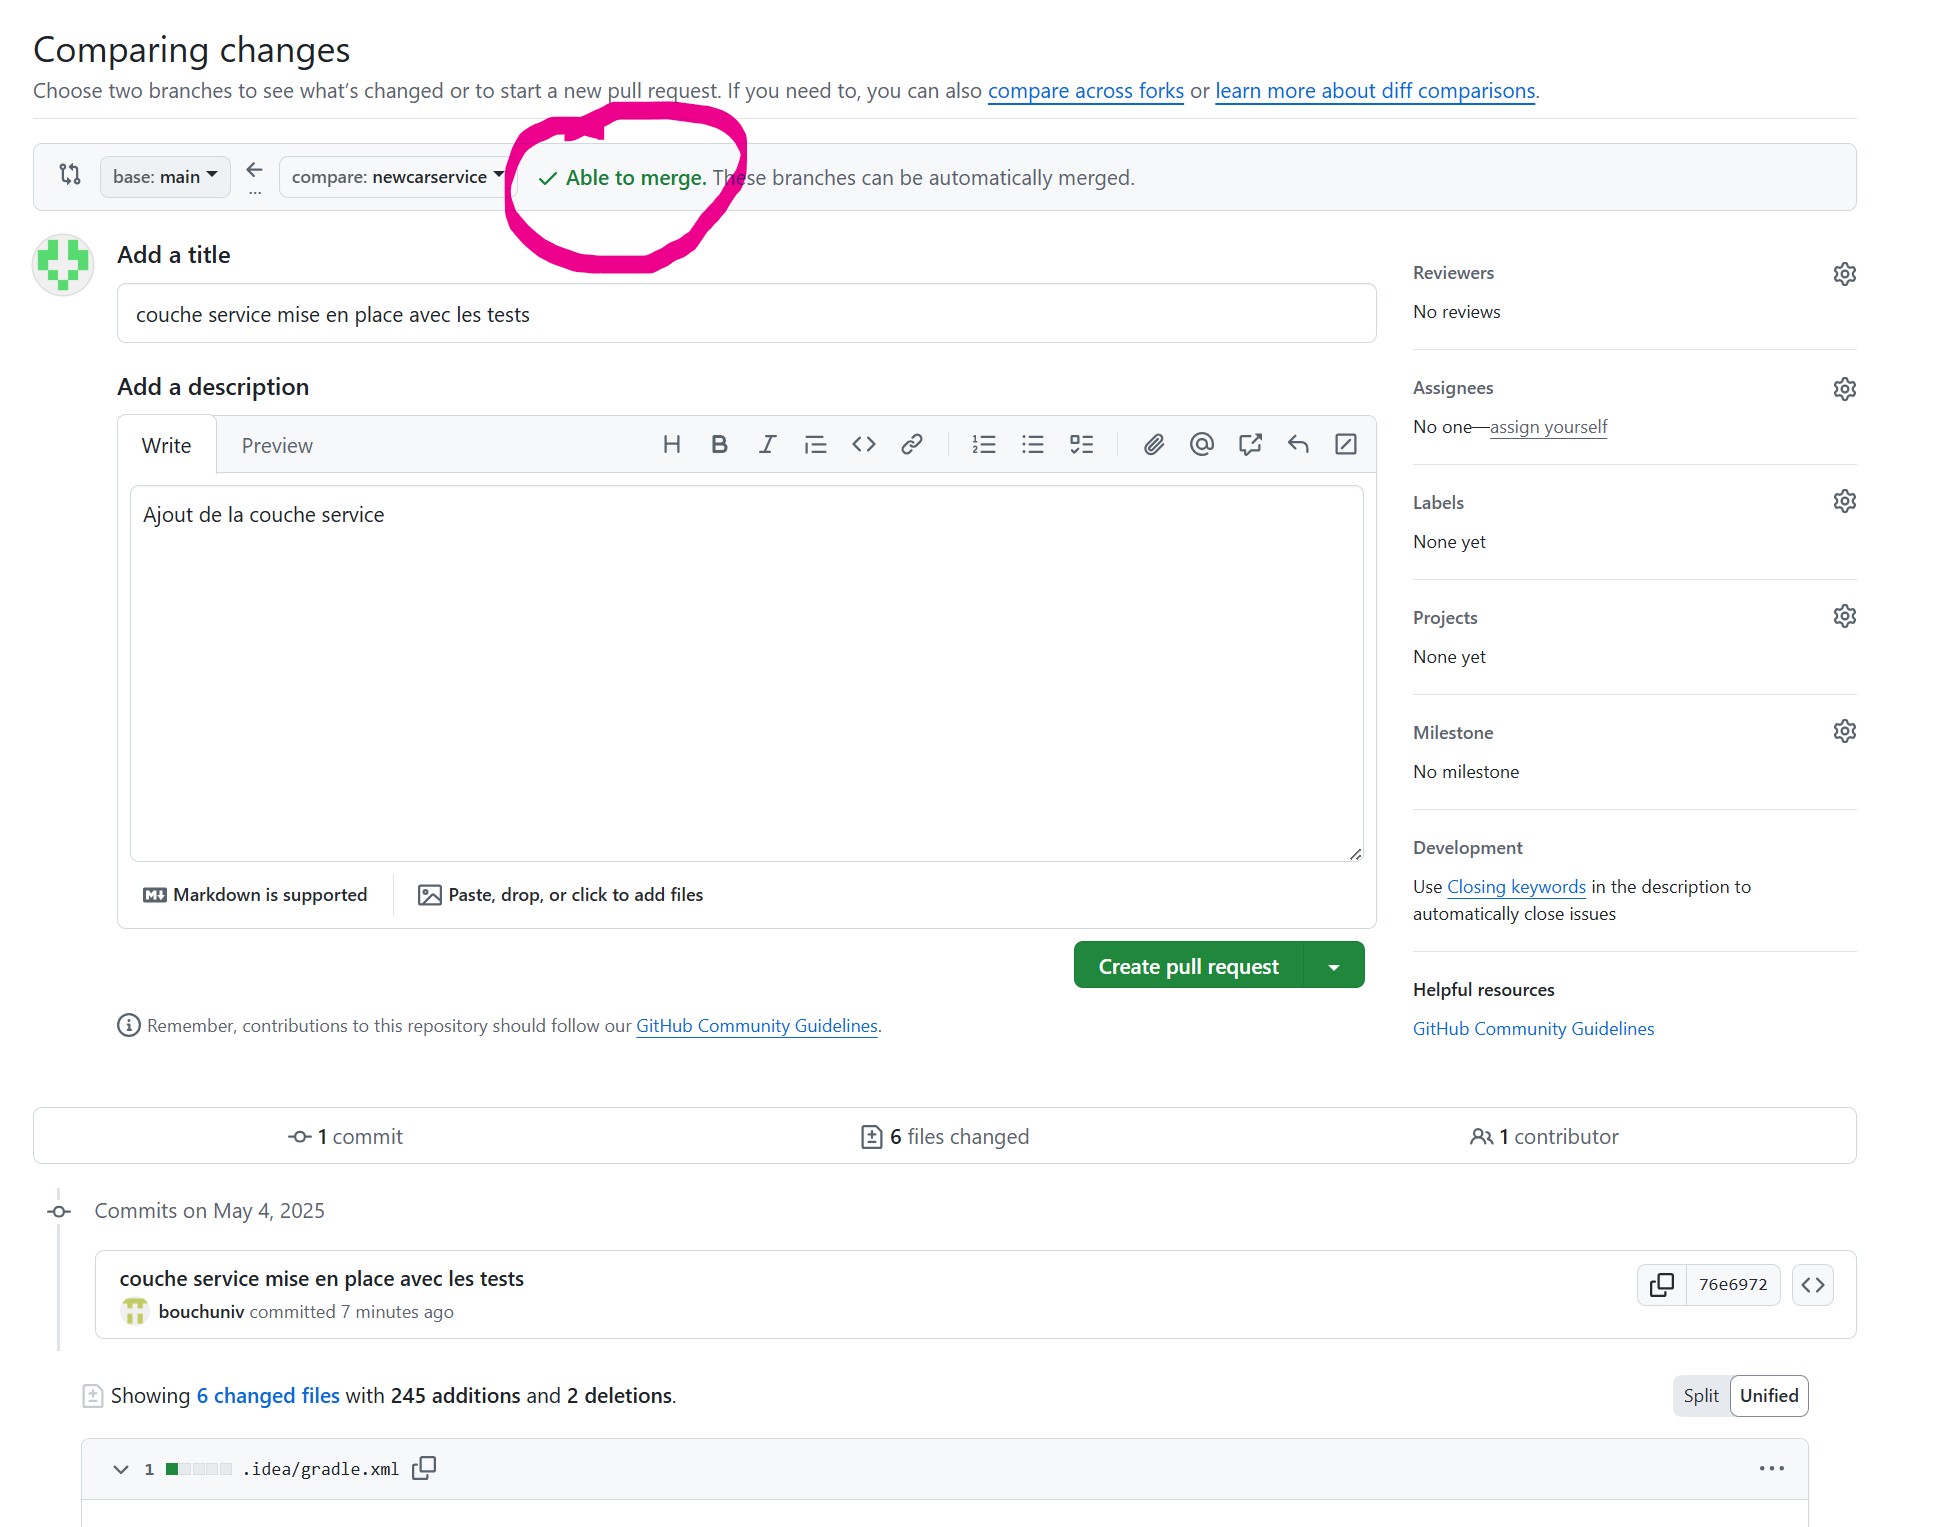 Comparing changes
Choose two branches to see what's changed or to start a new pull request. If you need to, you can also compare across forks or learn more about diff comparisons.
base: main ... compare: newcarservice Able to merge. These branches can be automatically merged.
Add a title
couche service mise en place avec les tests
Add a description
Write Preview
Ajout de la couche service
Markdown is supported
Paste, drop, or click to add files
Create pull request
Remember, contributions to this repository should follow our GitHub Community Guidelines.
Reviewers
No reviews
Assignees
No one—assign yourself
Labels
None yet
Projects
None yet
Milestone
No milestone
Development
Use Closing keywords in the description to
automatically close issues
Helpful resources
GitHub Community Guidelines
1 commit 6 files changed 1 contributor
Commits on May 4, 2025
couche service mise en place avec les tests
bouchuniv committed 7 minutes ago
76e6972
Showing 6 changed files with 245 additions and 2 deletions.
Split Unified
1 .idea/gradle.xml